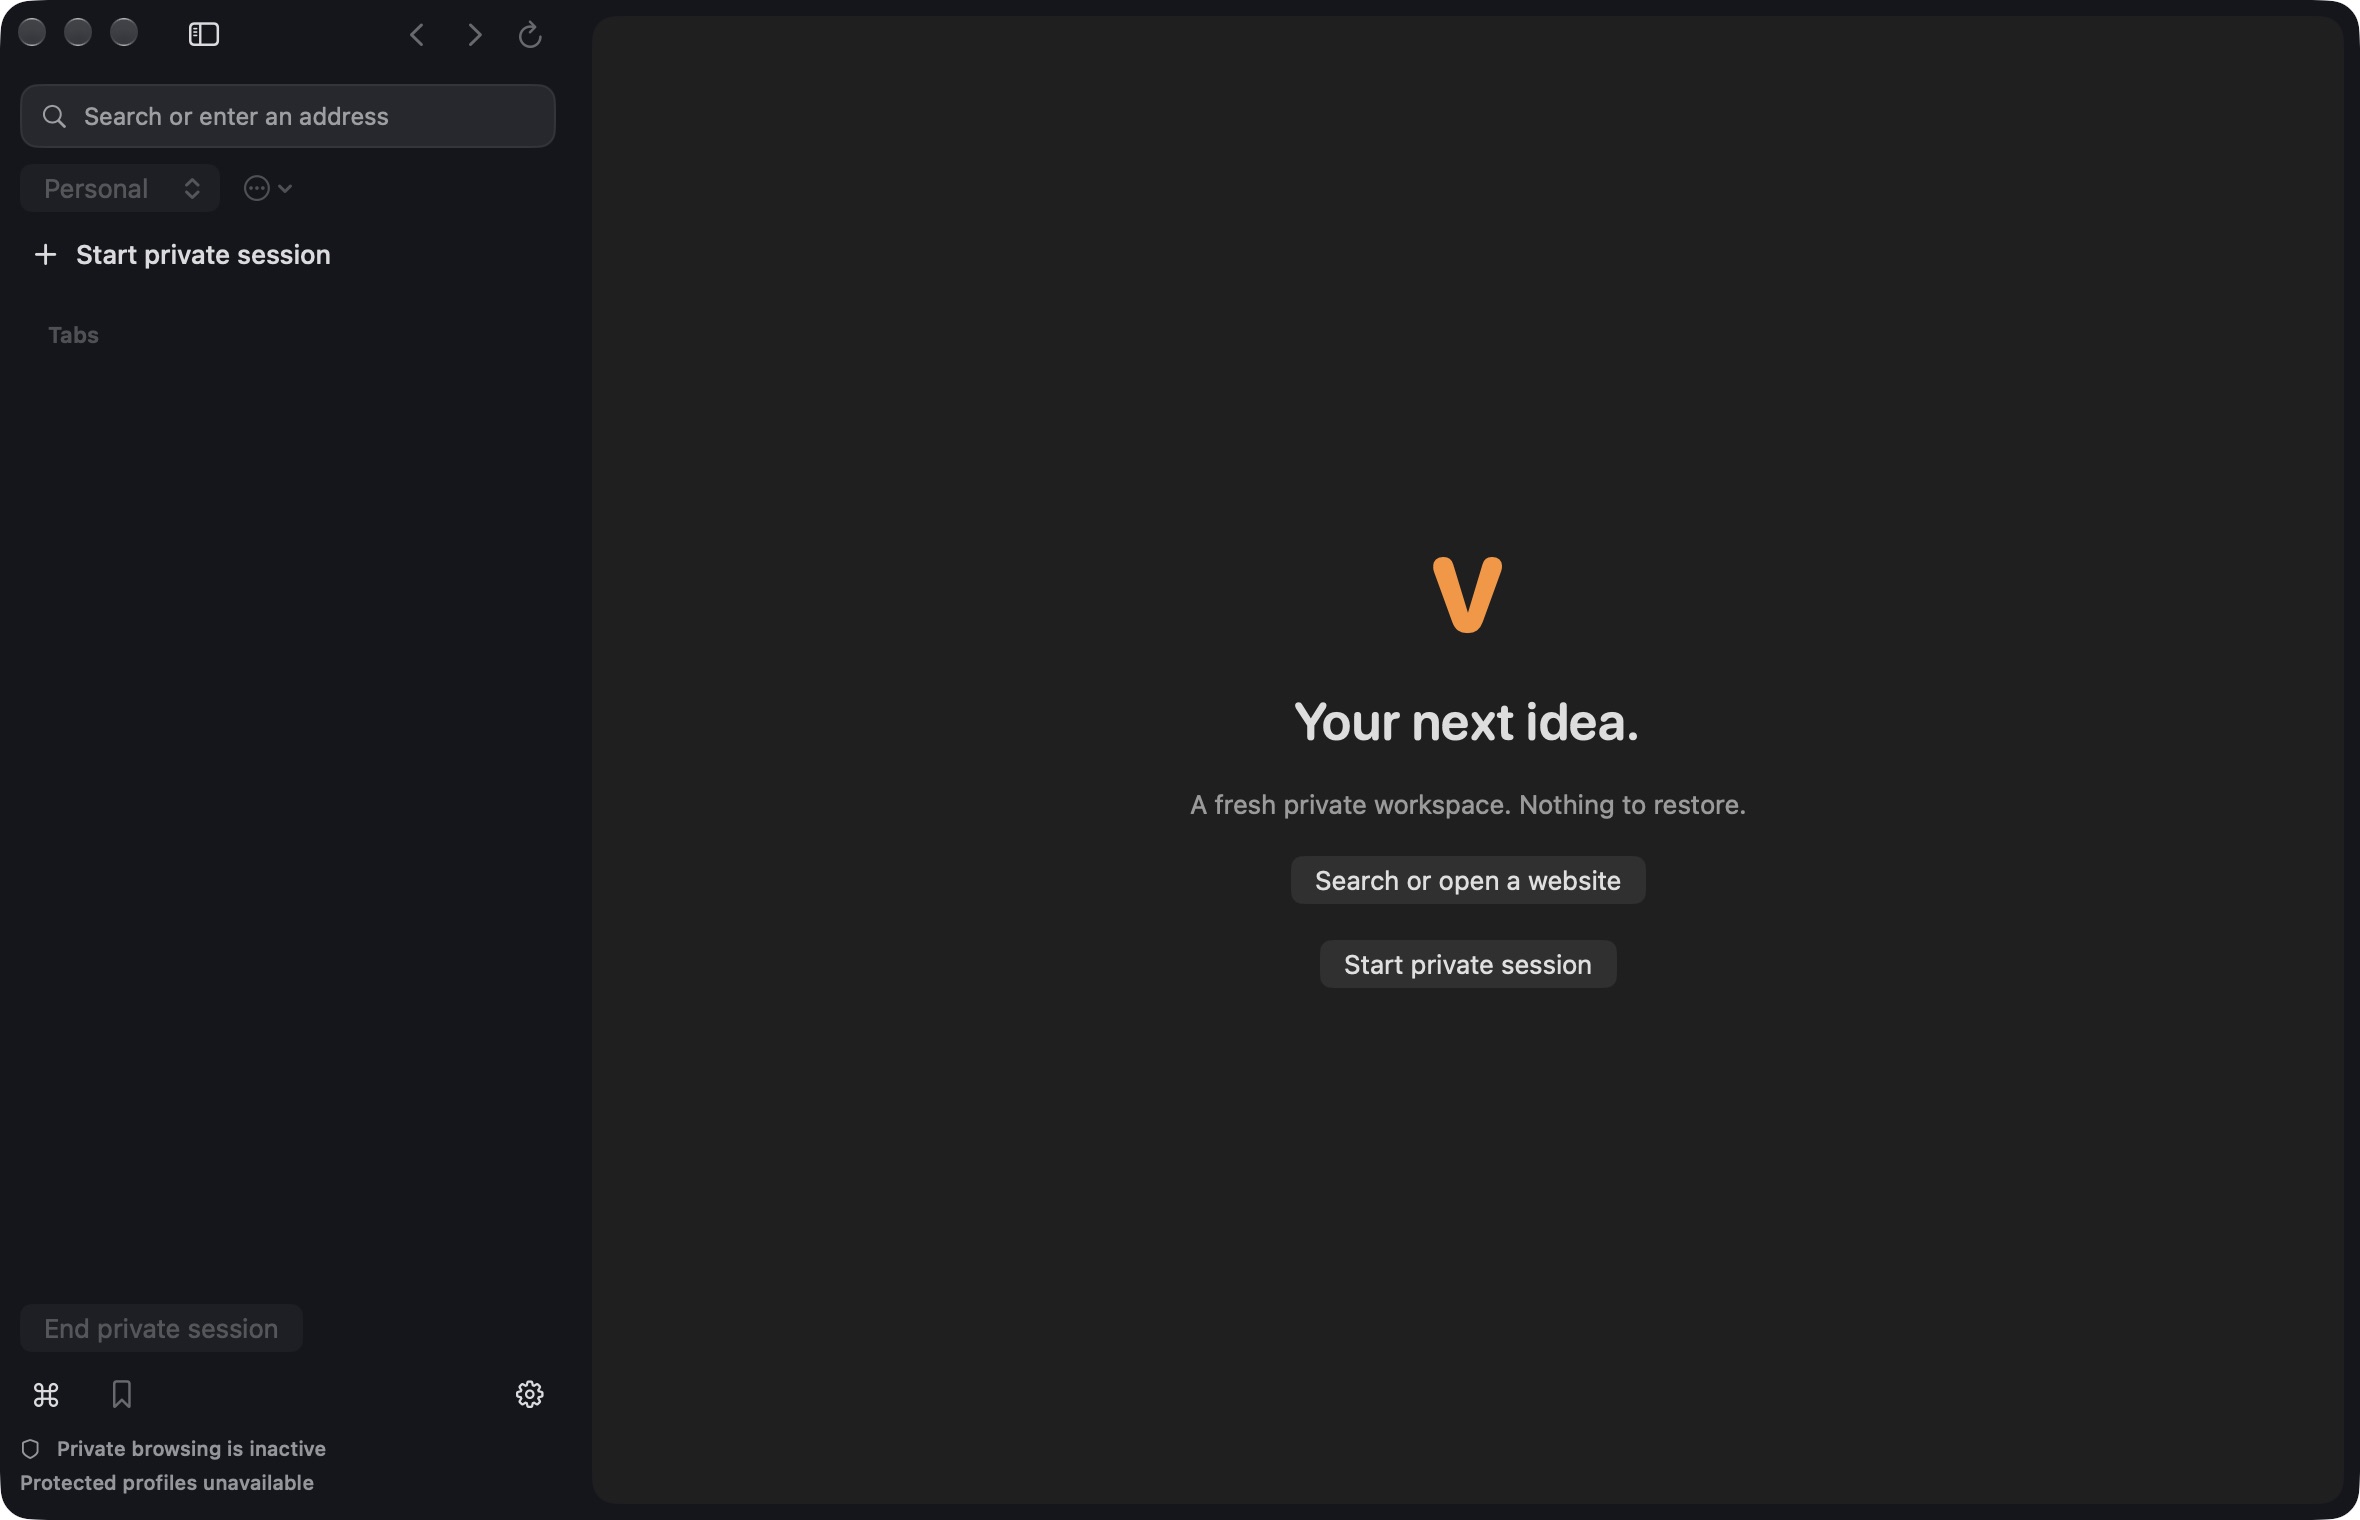 Search or enter an address
Personal
Start private session
Tabs
V
Your next idea.
A fresh private workspace. Nothing to restore.
Search or open a website
Start private session
End private session
Private browsing is inactive
Protected profiles unavailable